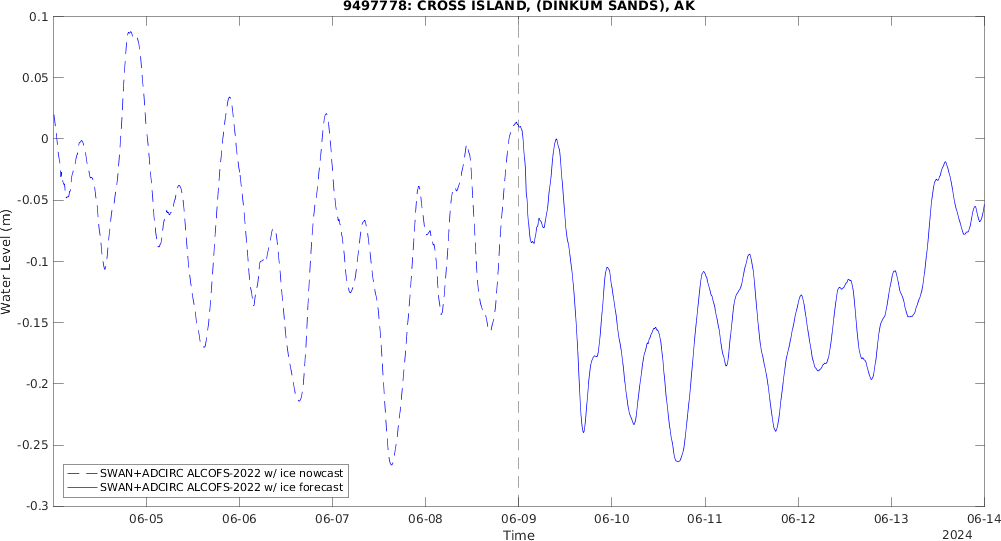 9497778: CROSS ISLAND, (DINKUM SANDS), AK
0.1
0.05
0
-0.05
-0.1
-0.15
-0.2
-0.25
-0.3
Water Level (m)
SWAN+ADCIRC ALCOFS-2022 w/ ice nowcast
SWAN+ADCIRC ALCOFS-2022 w/ ice forecast
06-05 06-06 06-07 06-08 06-09 06-10 06-11 06-12 06-13 06-14
Time
2024